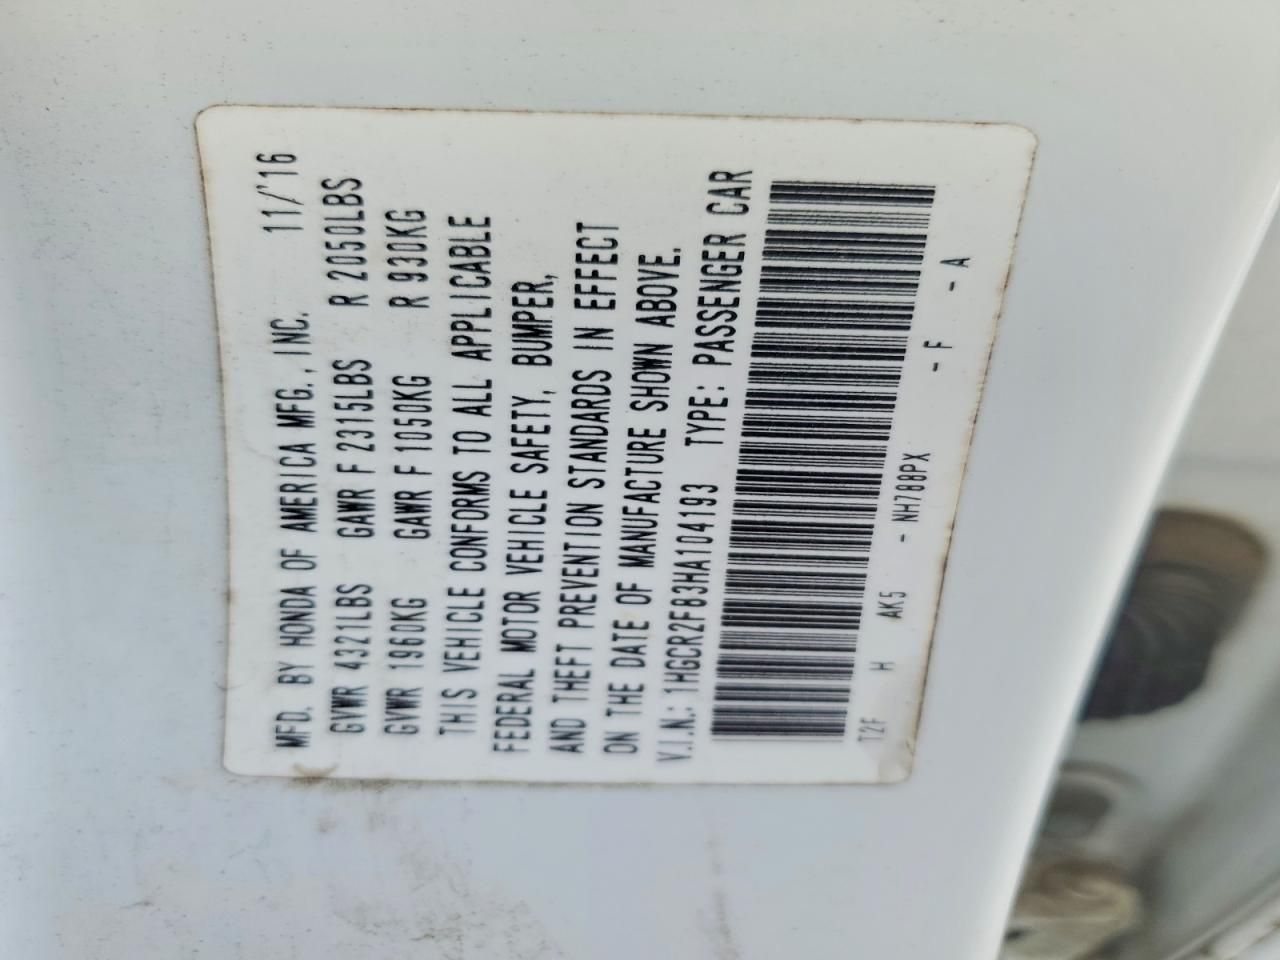 MFD. BY HONDA OF AMERICA MFG., INC. 11/'16
GVWR 4321LBS GAWR F 2315LBS R 2050LBS
GVWR 1960KG GAWR F 1050KG R 930KG
THIS VEHICLE CONFORMS TO ALL APPLICABLE
FEDERAL MOTOR VEHICLE SAFETY, BUMPER,
AND THEFT PREVENTION STANDARDS IN EFFECT
ON THE DATE OF MANUFACTURE SHOWN ABOVE.
V.I.N.: 1HGCR2F83HA104193 TYPE: PASSENGER CAR
T2F H AK5 - NH788PX - F - A